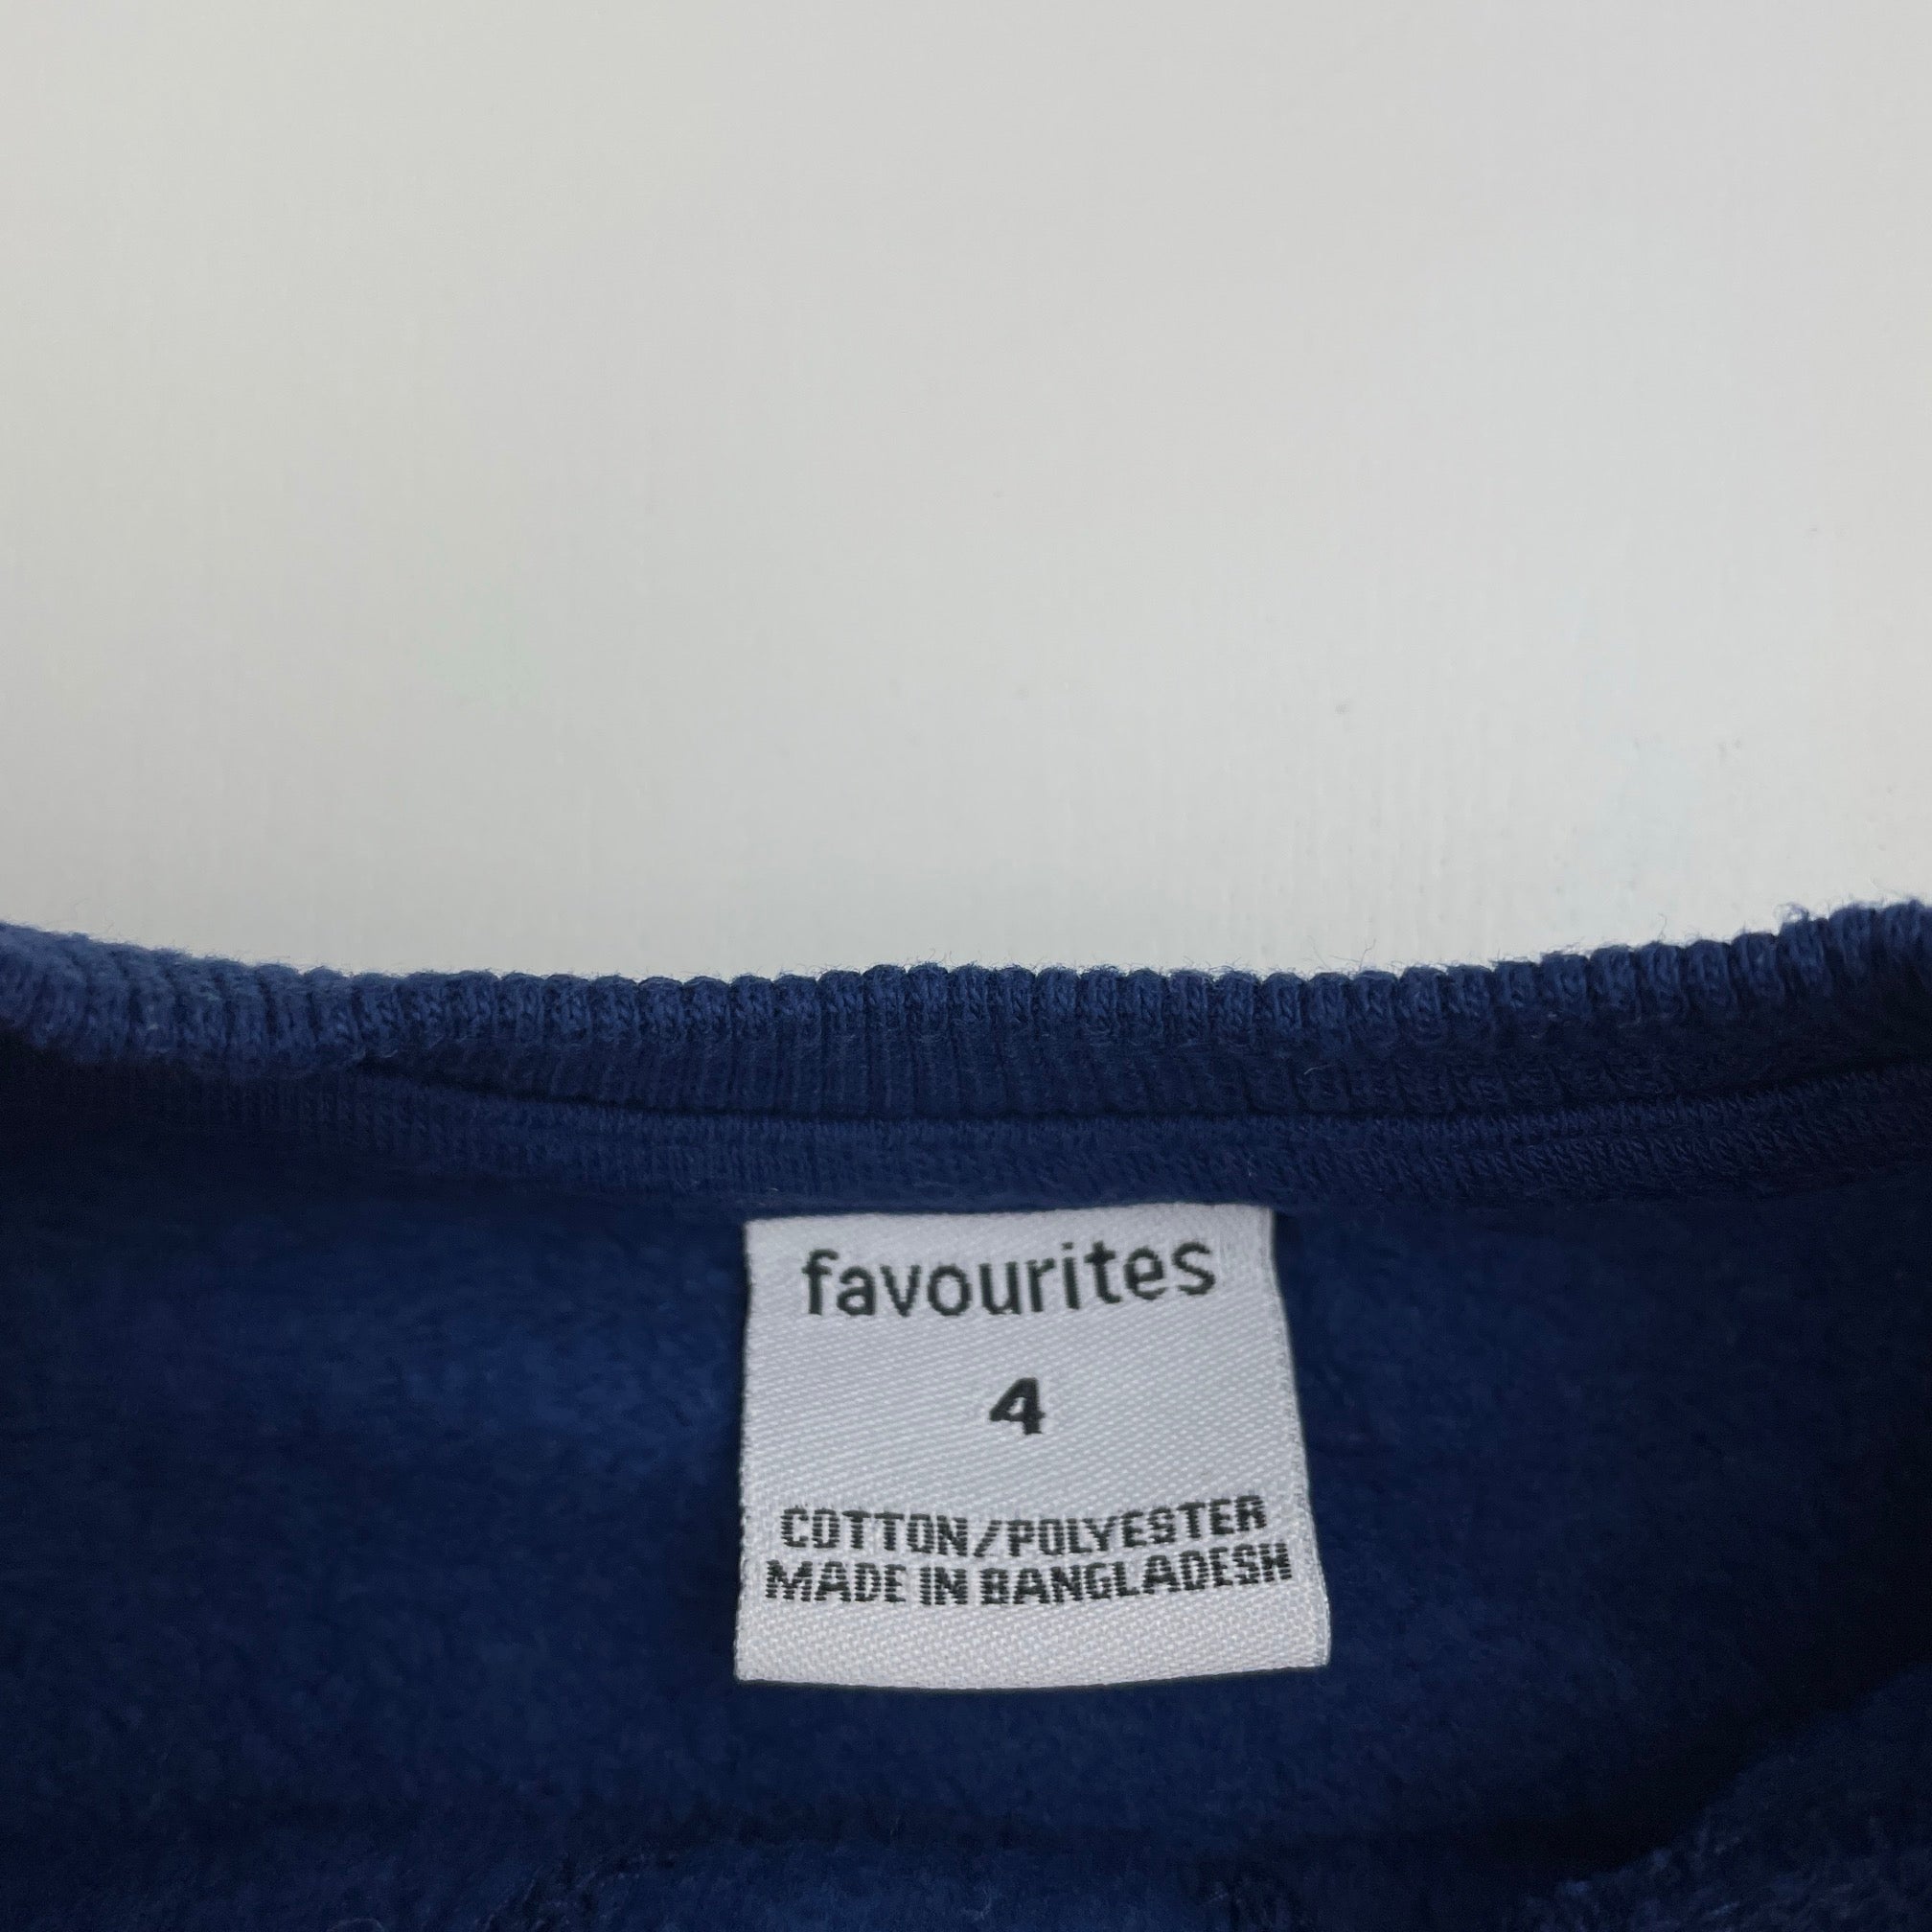 favourites
4
COTTON/POLYESTER
MADE IN BANGLADESH